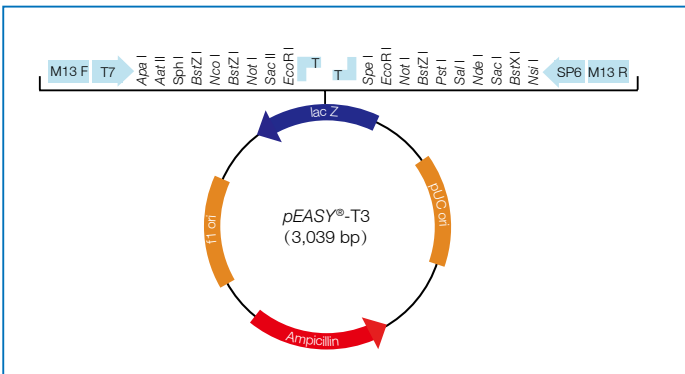 M13 F T7 Apa I Aat II Sph I BstZ I Nco I BstZ I Not I Sac II EcoR I T T Spe I EcoR I Not I BstZ I Pst I Sal I Nde I Sac I BstX I Nsi I SP6 M13 R
lac Z
pUC ori
f1 ori
pEASY®-T3
(3,039 bp)
Ampicillin